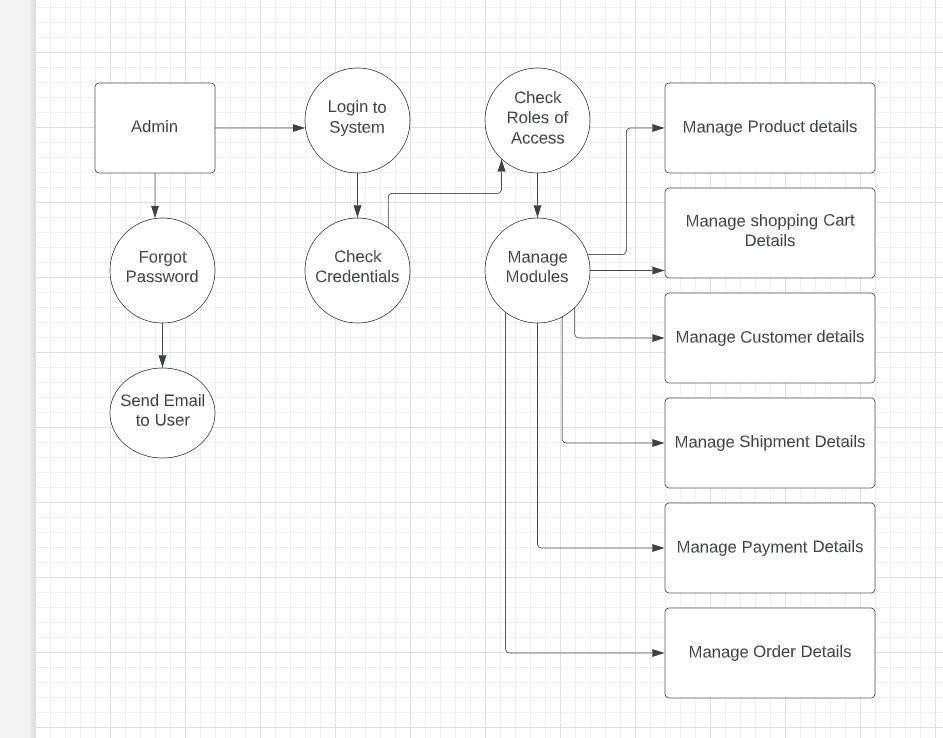 Admin
Login to
System
Check
Roles of
Access
Manage Product details
Manage shopping Cart
Details
Forgot
Password
Check
Credentials
Manage
Modules
Manage Customer details
Send Email
to User
Manage Shipment Details
Manage Payment Details
Manage Order Details